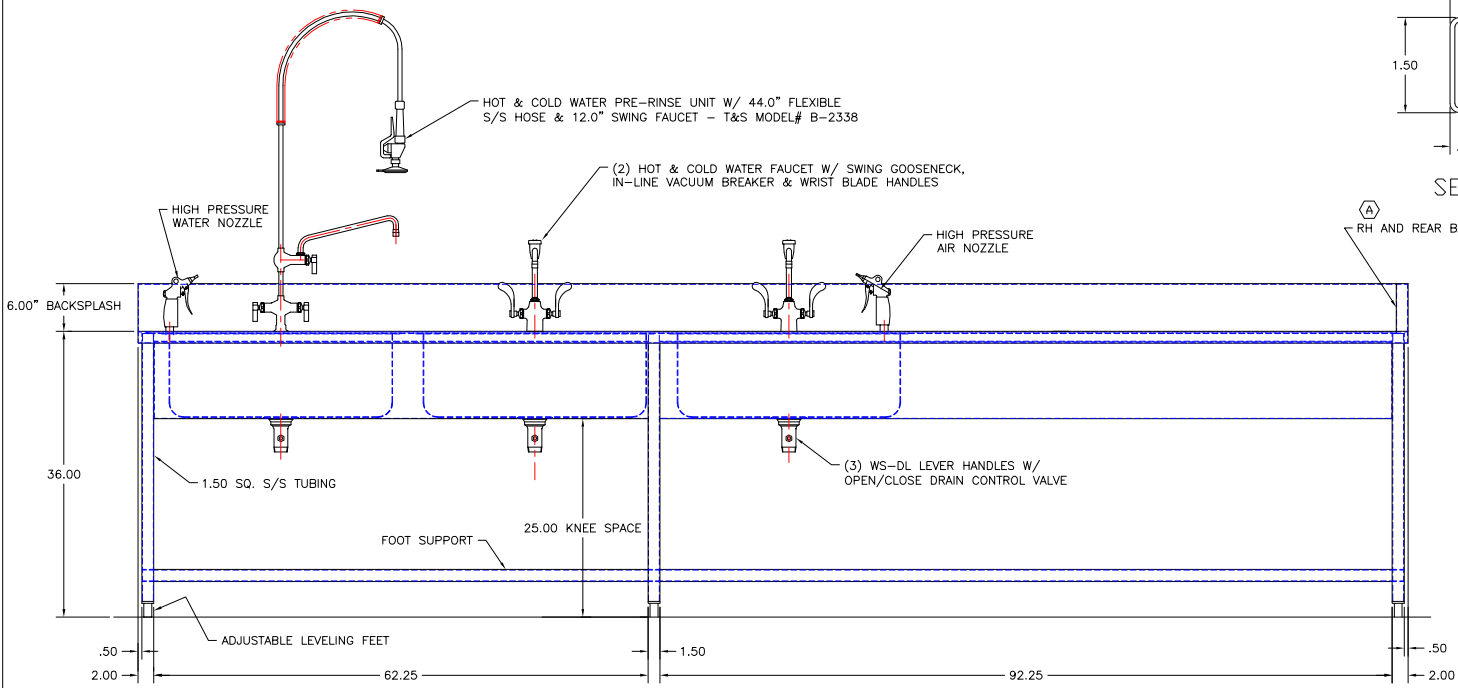 HOT & COLD WATER PRE-RINSE UNIT W/ 44.0" FLEXIBLE
S/S HOSE & 12.0" SWING FAUCET - T&S MODEL# B-2338
1.50
(2) HOT & COLD WATER FAUCET W/ SWING GOOSENECK,
IN-LINE VACUUM BREAKER & WRIST BLADE HANDLES
SE
HIGH PRESSURE
WATER NOZZLE
A
RH AND REAR B
HIGH PRESSURE
AIR NOZZLE
6.00" BACKSPLASH
36.00
1.50 SQ. S/S TUBING
(3) WS-DL LEVER HANDLES W/
OPEN/CLOSE DRAIN CONTROL VALVE
25.00 KNEE SPACE
FOOT SUPPORT
ADJUSTABLE LEVELING FEET
.50
1.50
.50
2.00
62.25
92.25
2.00